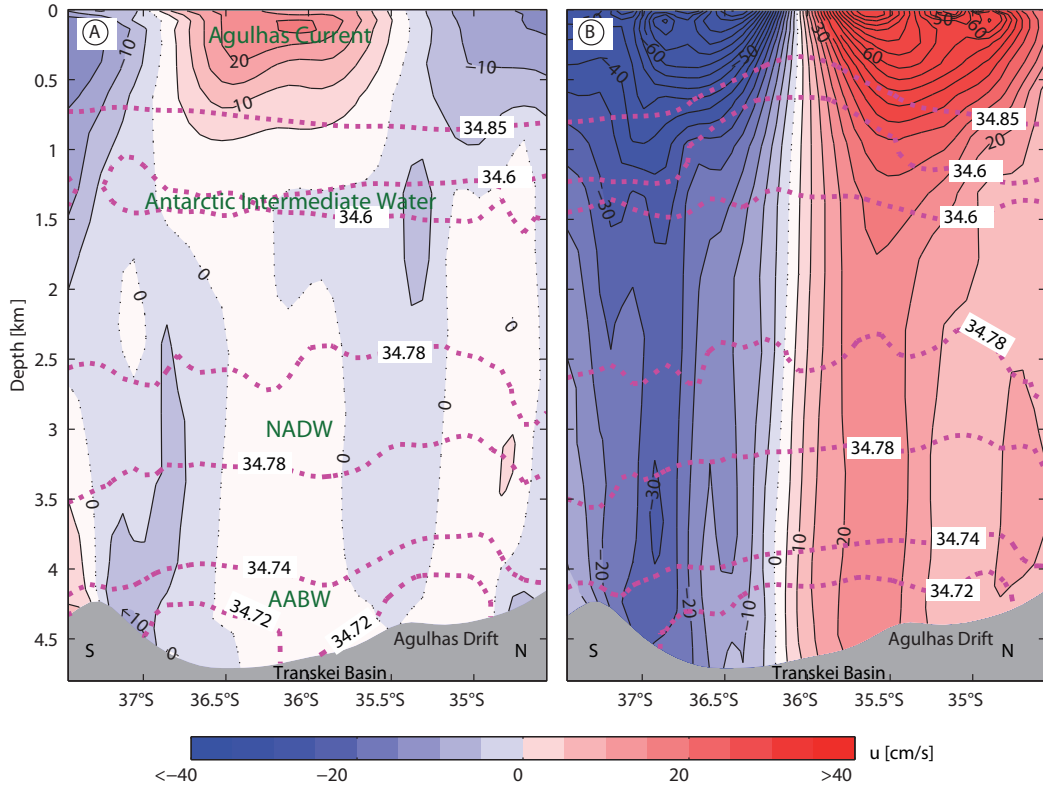 A
B
Agulhas Current
−10
20
10
−10
34.85
34.6
Antarctic Intermediate Water
34.6
0
0
0
34.78
0
NADW
0
34.78
0
34.74
AABW
34.72
34.72
−10
0
Agulhas Drift
S
N
Transkei Basin
0
0.5
1
1.5
2
2.5
3
3.5
4
4.5
Depth [km]
37°S
36.5°S
36°S
35.5°S
35°S
−40
60
30
60
50
60
34.85
20
34.6
−30
34.6
34.78
34.78
−30
20
10
0
34.74
34.72
−20
−20
−10
Agulhas Drift
S
N
Transkei Basin
37°S
36.5°S
36°S
35.5°S
35°S
<−40
−20
0
20
>40
u [cm/s]